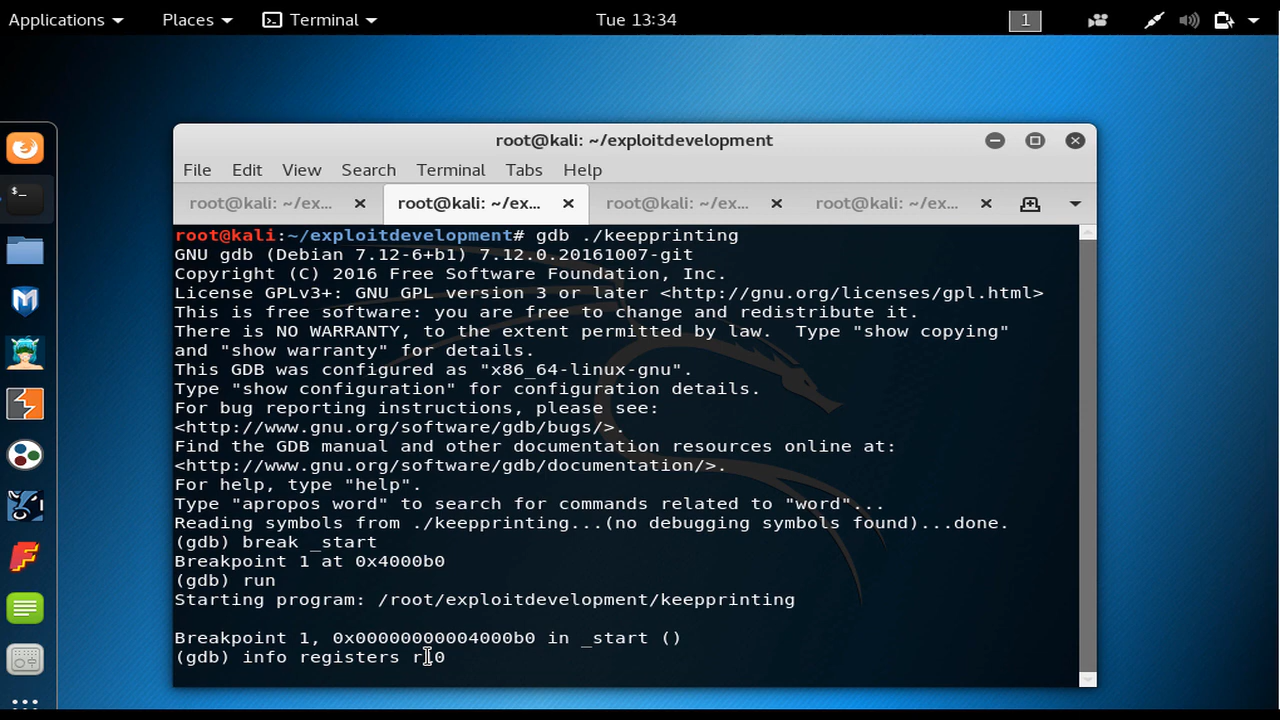 Applications Places Terminal Tue 13:34 1
root@kali: ~/exploitdevelopment
File Edit View Search Terminal Tabs Help
root@kali: ~/ex... root@kali: ~/ex... root@kali: ~/ex... root@kali: ~/ex...
root@kali:~/exploitdevelopment# gdb ./keepprinting
GNU gdb (Debian 7.12-6+b1) 7.12.0.20161007-git
Copyright (C) 2016 Free Software Foundation, Inc.
License GPLv3+: GNU GPL version 3 or later <http://gnu.org/licenses/gpl.html>
This is free software: you are free to change and redistribute it.
There is NO WARRANTY, to the extent permitted by law.  Type "show copying"
and "show warranty" for details.
This GDB was configured as "x86_64-linux-gnu".
Type "show configuration" for configuration details.
For bug reporting instructions, please see:
<http://www.gnu.org/software/gdb/bugs/>.
Find the GDB manual and other documentation resources online at:
<http://www.gnu.org/software/gdb/documentation/>.
For help, type "help".
Type "apropos word" to search for commands related to "word"...
Reading symbols from ./keepprinting...(no debugging symbols found)...done.
(gdb) break _start
Breakpoint 1 at 0x4000b0
(gdb) run
Starting program: /root/exploitdevelopment/keepprinting
Breakpoint 1, 0x00000000004000b0 in _start ()
(gdb) info registers r10